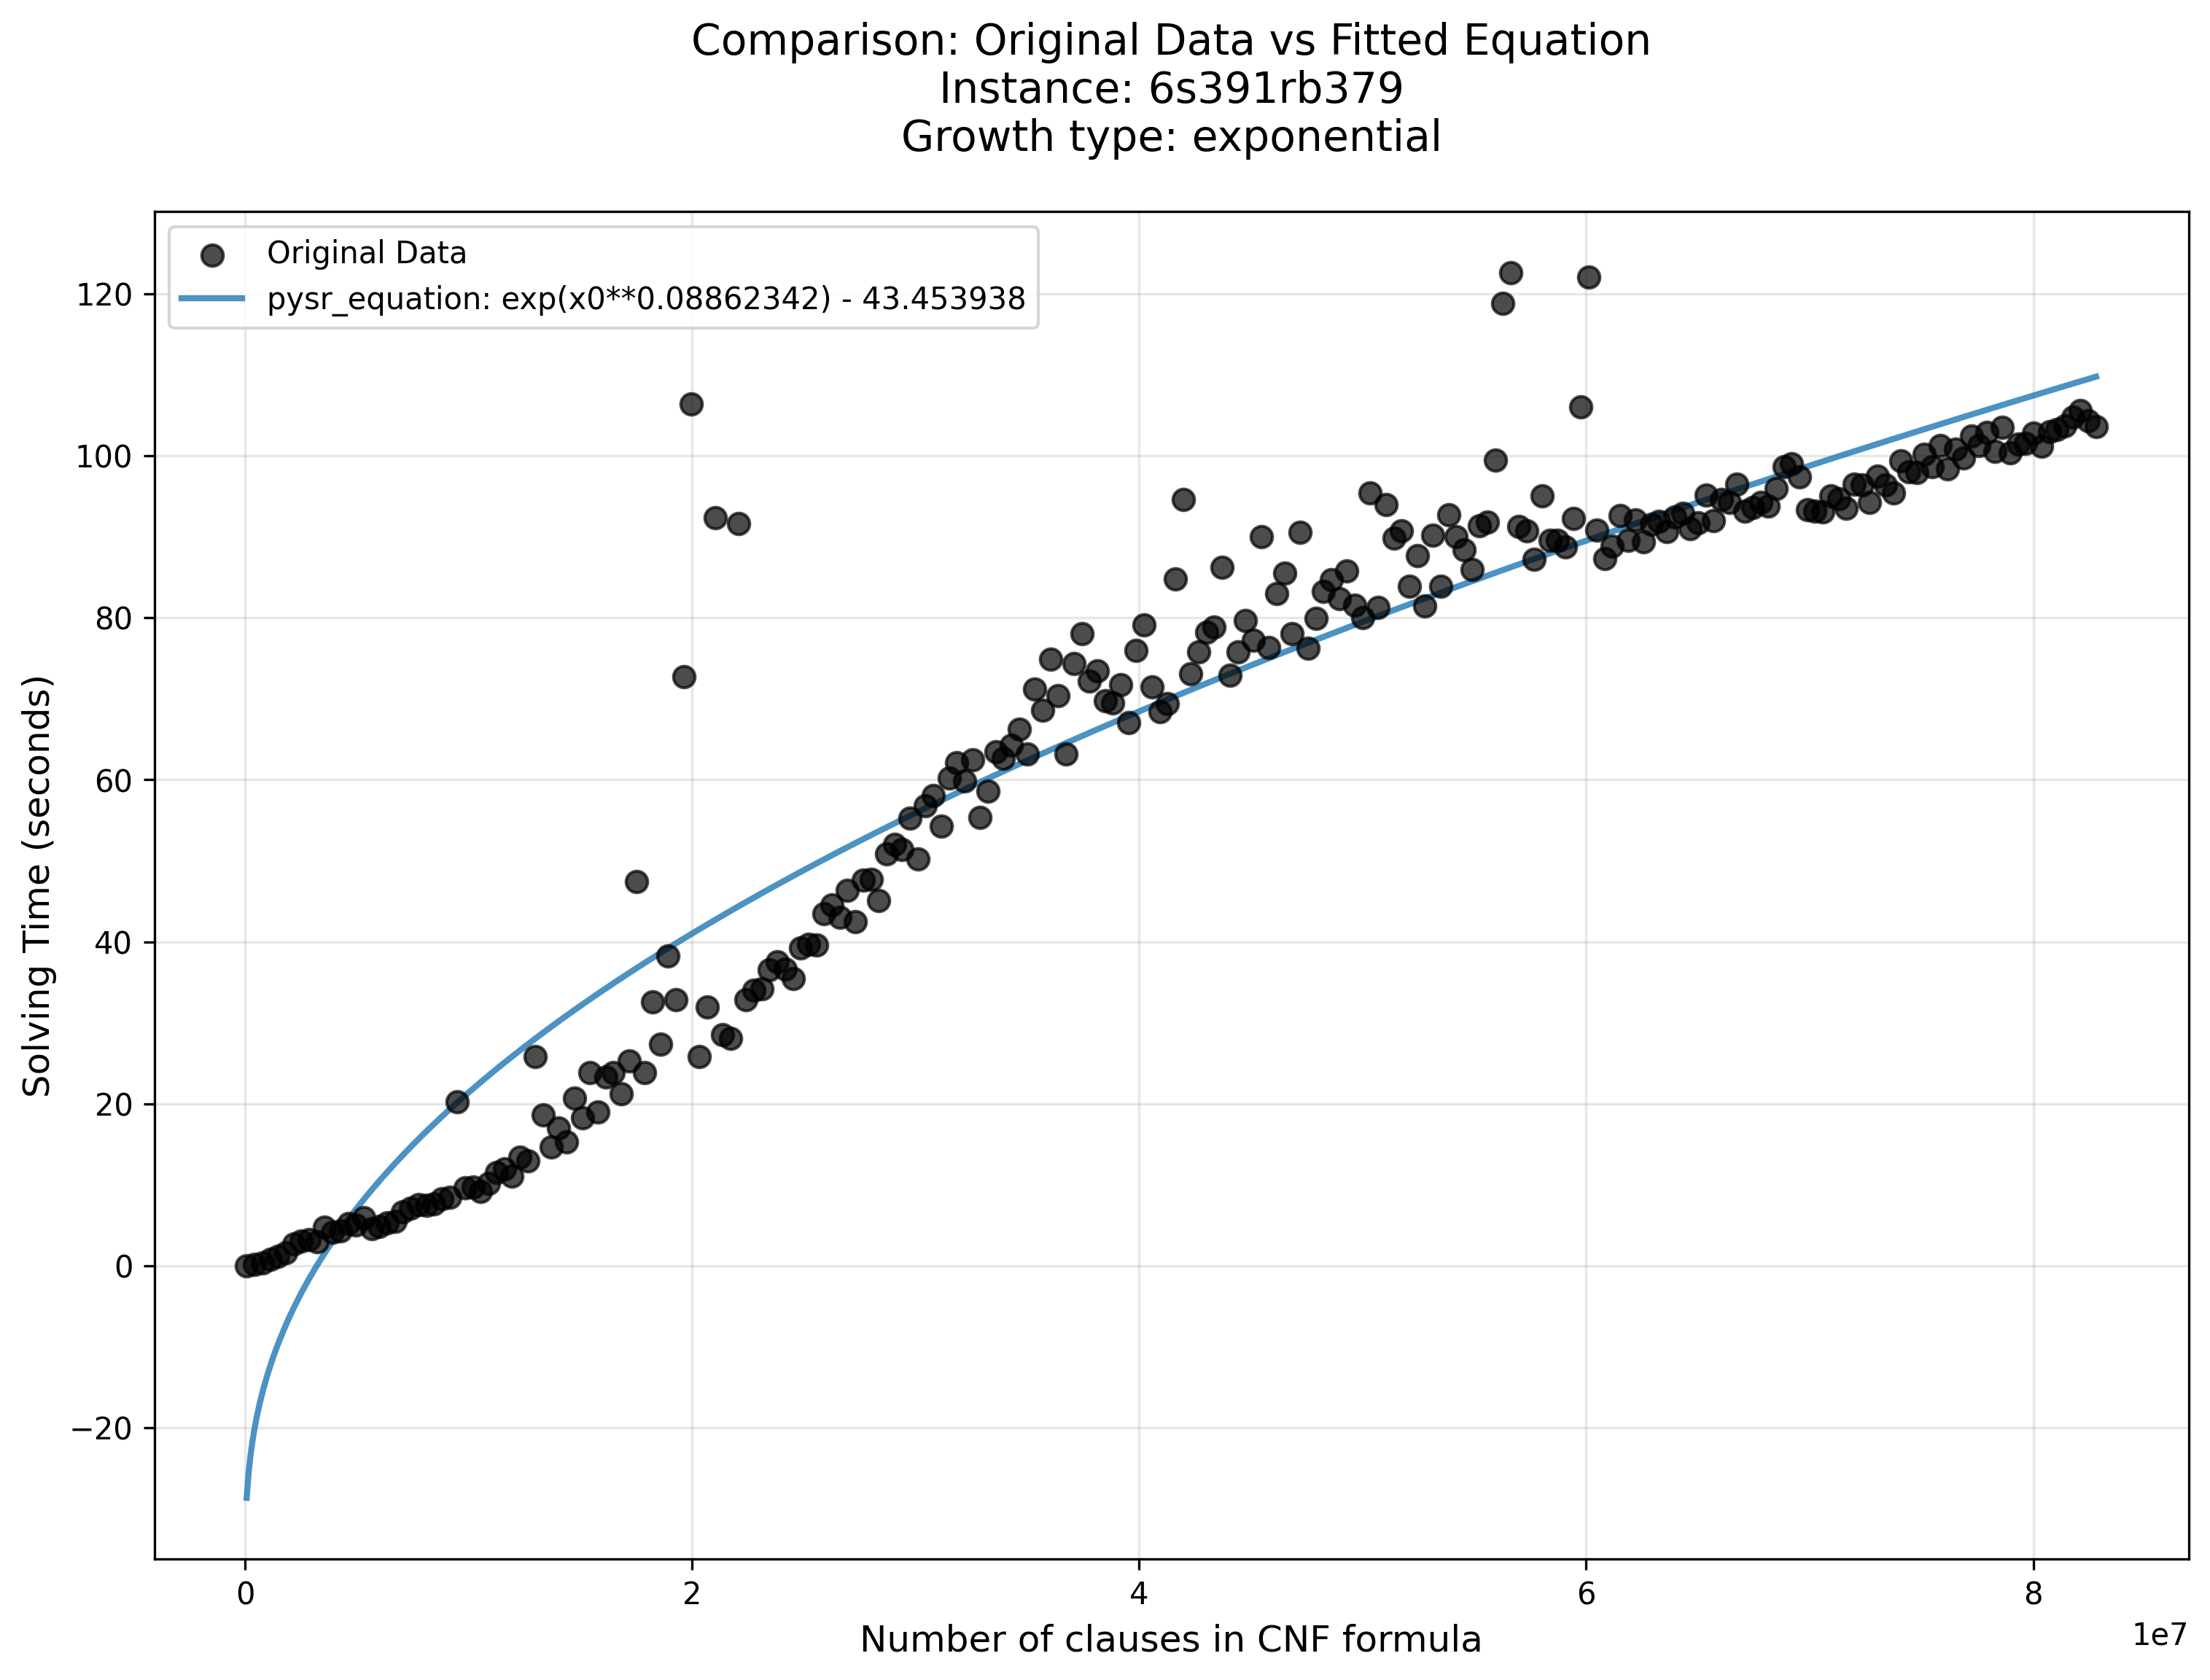 Comparison: Original Data vs Fitted Equation
Instance: 6s391rb379
Growth type: exponential
Original Data
pysr_equation: exp(x0**0.08862342) - 43.453938
120
100
80
60
40
20
0
−20
Solving Time (seconds)
0 2 4 6 8
1e7
Number of clauses in CNF formula